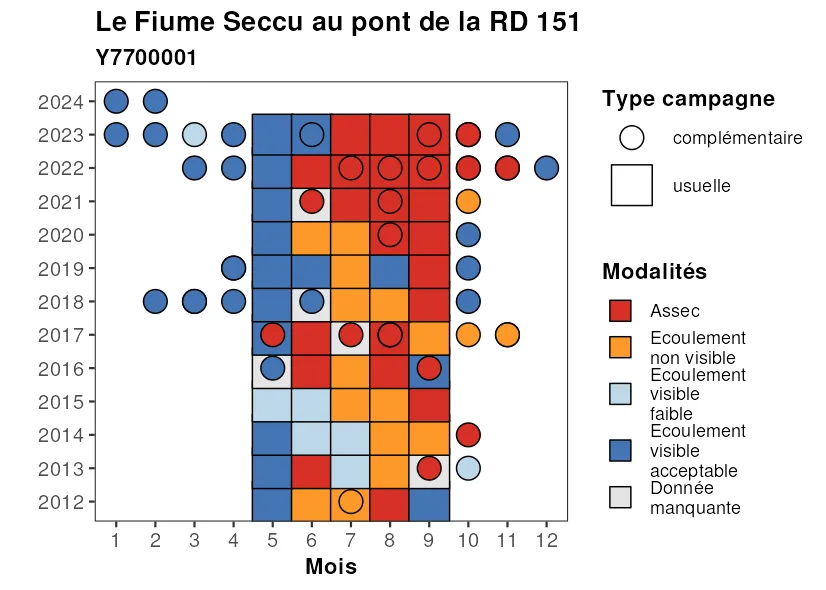 Le Fiume Seccu au pont de la RD 151
Y7700001
2024
2023
2022
2021
2020
2019
2018
2017
2016
2015
2014
2013
2012
1 2 3 4 5 6 7 8 9 10 11 12
Mois
Type campagne
complémentaire
usuelle
Modalités
Assec
Ecoulement
non visible
Ecoulement
visible
faible
Ecoulement
visible
acceptable
Donnée
manquante